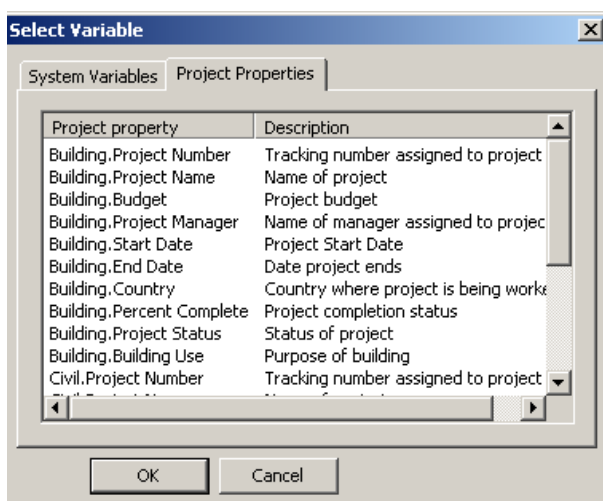 Select Variable
System Variables Project Properties
Project property Description
Building.Project Number Tracking number assigned to project
Building.Project Name Name of project
Building.Budget Project budget
Building.Project Manager Name of manager assigned to projec
Building.Start Date Project Start Date
Building.End Date Date project ends
Building.Country Country where project is being worke
Building.Percent Complete Project completion status
Building.Project Status Status of project
Building.Building Use Purpose of building
Civil.Project Number Tracking number assigned to project
OK Cancel